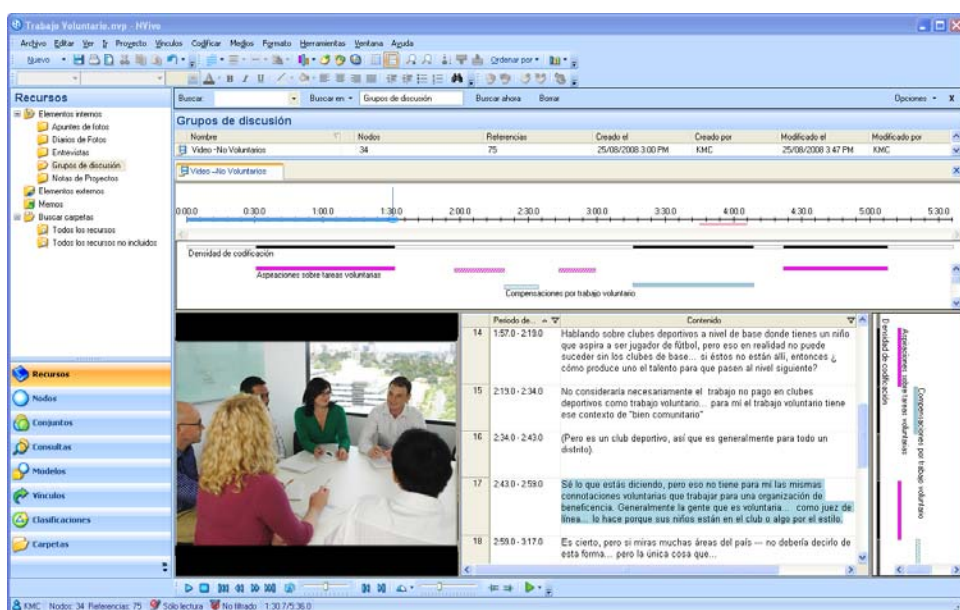 Trabajo Voluntario.nvp - NVivo
Archivo Editar Ver Ir Proyecto Vínculos Codificar Medios Formato Herramientas Ventana Ayuda
Nuevo Ordenar por
Recursos
Elementos internos
Apuntes de fotos
Diarios de Fotos
Entrevistas
Grupos de discusión
Notas de Proyectos
Elementos externos
Memos
Buscar carpetas
Todos los recursos
Todos los recursos no incluidos
Recursos
Nodos
Conjuntos
Consultas
Modelos
Vínculos
Clasificaciones
Carpetas
Buscar: Buscar en Grupos de discusión Buscar ahora Borrar Opciones X
Grupos de discusión
Nombre Nodos Referencias Creado el Creado por Modificado el Modificado por
Video -No Voluntarios 34 75 25/08/2008 3:00 PM KMC 25/08/2008 3:47 PM KMC
Video -No Voluntarios
0:00.0 0:30.0 1:00.0 1:30.0 2:00.0 2:30.0 3:00.0 3:30.0 4:00.0 4:30.0 5:00.0 5:30.0
Densidad de codificación
Aspiraciones sobre tareas voluntarias
Compensaciones por trabajo voluntario
Período de... Contenido
14 1:57.0 - 2:19.0 Hablando sobre clubes deportivos a nivel de base donde tienes un niño
que aspira a ser jugador de fútbol, pero eso en realidad no puede
suceder sin los clubes de base... si éstos no están allí, entonces ¿
cómo produce uno el talento para que pasen al nivel siguiente?
15 2:19.0 - 2:34.0 No consideraría necesariamente el trabajo no pago en clubes
deportivos como trabajo voluntario... para mí el trabajo voluntario tiene
ese contexto de "bien comunitario"
16 2:34.0 - 2:43.0 (Pero es un club deportivo, así que es generalmente para todo un
distrito).
17 2:43.0 - 2:59.0 Sé lo que estás diciendo, pero eso no tiene para mí las mismas
connotaciones voluntarias que trabajar para una organización de
beneficencia. Generalmente la gente que es voluntaria... como juez de
línea... lo hace porque sus niños están en el club o algo por el estilo.
18 2:59.0 - 3:17.0 Es cierto, pero si miras muchas áreas del país — no debería decirlo de
esta forma... pero la única cosa que...
Densidad de codificación
Aspiraciones sobre tareas voluntarias
Compensaciones por trabajo voluntario
KMC Nodos: 34 Referencias: 75 Sólo lectura No filtrado 1:30.7/5:36.0